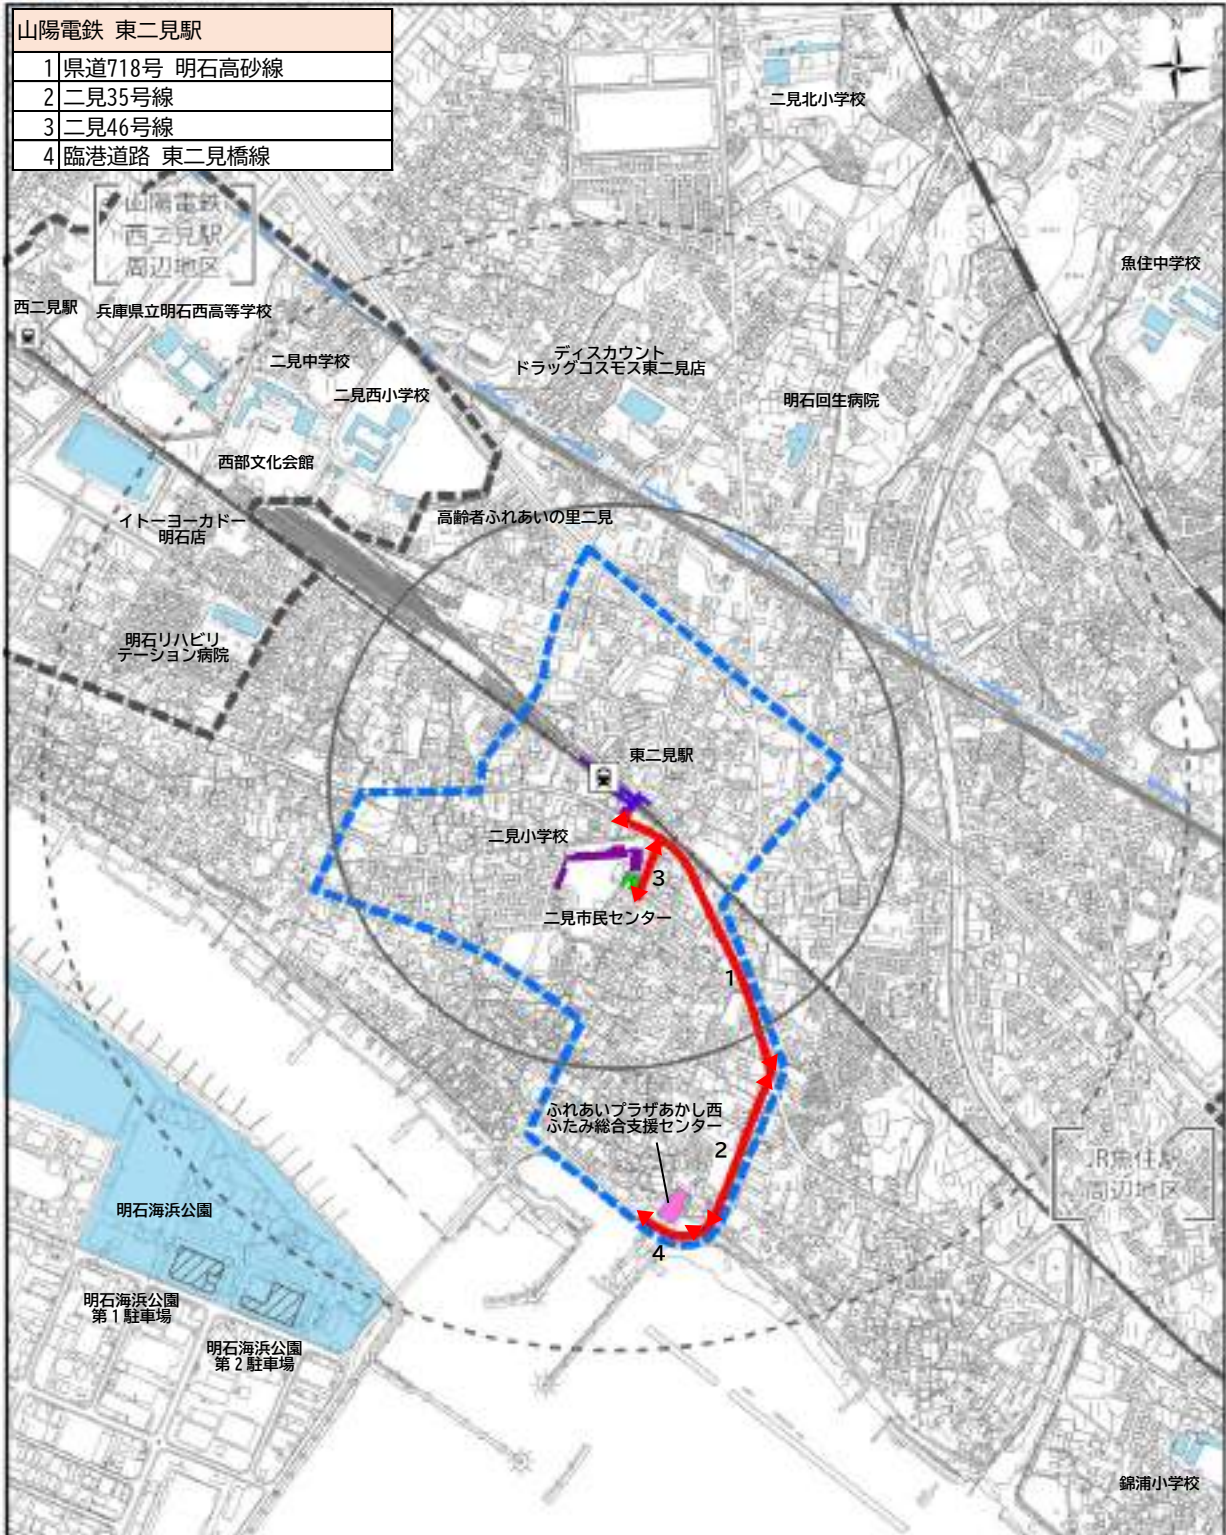 山陽電鉄 東二見駅
1 県道718号 明石高砂線
2 二見35号線
3 二見46号線
4 臨港道路 東二見橋線
N
二見北小学校
山陽電鉄
西二見駅
周辺地区
魚住中学校
西二見駅
兵庫県立明石西高等学校
二見中学校
ディスカウント
ドラッグコスモス東二見店
二見西小学校
明石回生病院
西部文化会館
イトーヨーカドー
明石店
高齢者ふれあいの里二見
明石リハビリ
テーション病院
東二見駅
二見小学校
3
二見市民センター
1
ふれあいプラザあかし西
ふたみ総合支援センター
2
JR魚住駅
周辺地区
明石海浜公園
4
明石海浜公園
第1駐車場
明石海浜公園
第2駐車場
錦浦小学校